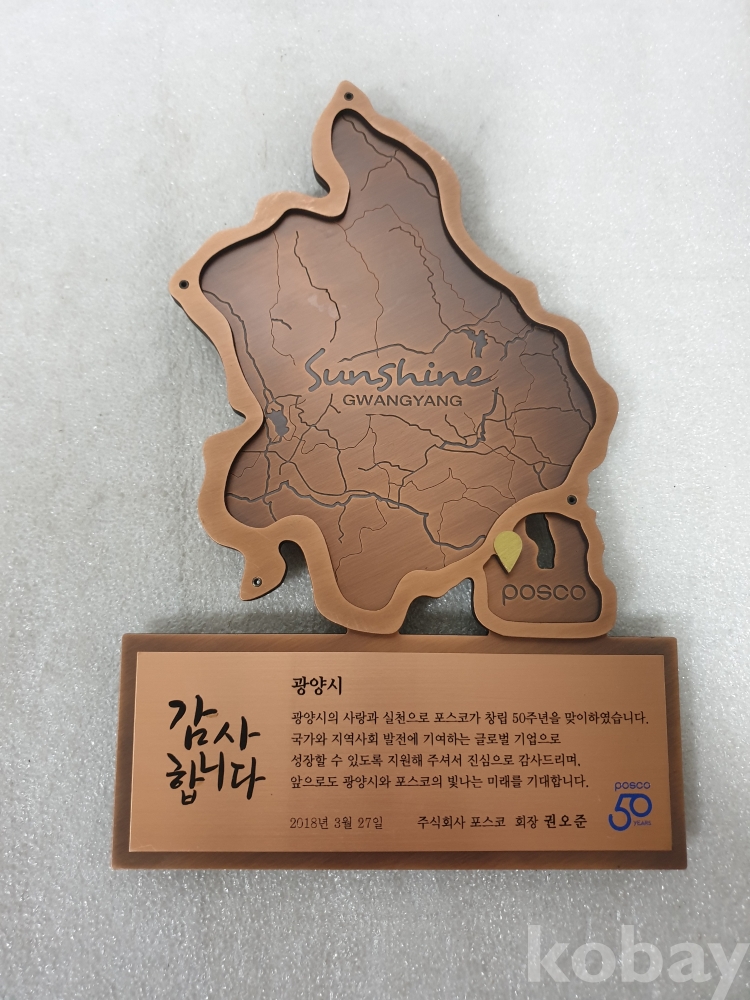 Sunshine
GWANGYANG
posco
감사
합니다
광양시
광양시의 사랑과 실천으로 포스코가 창립 50주년을 맞이하였습니다.
국가와 지역사회 발전에 기여하는 글로벌 기업으로
성장할 수 있도록 지원해 주셔서 진심으로 감사드리며,
앞으로도 광양시와 포스코의 빛나는 미래를 기대합니다.
2018년 3월 27일 주식회사 포스코 회장 권오준
posco
50
YEARS
kobay